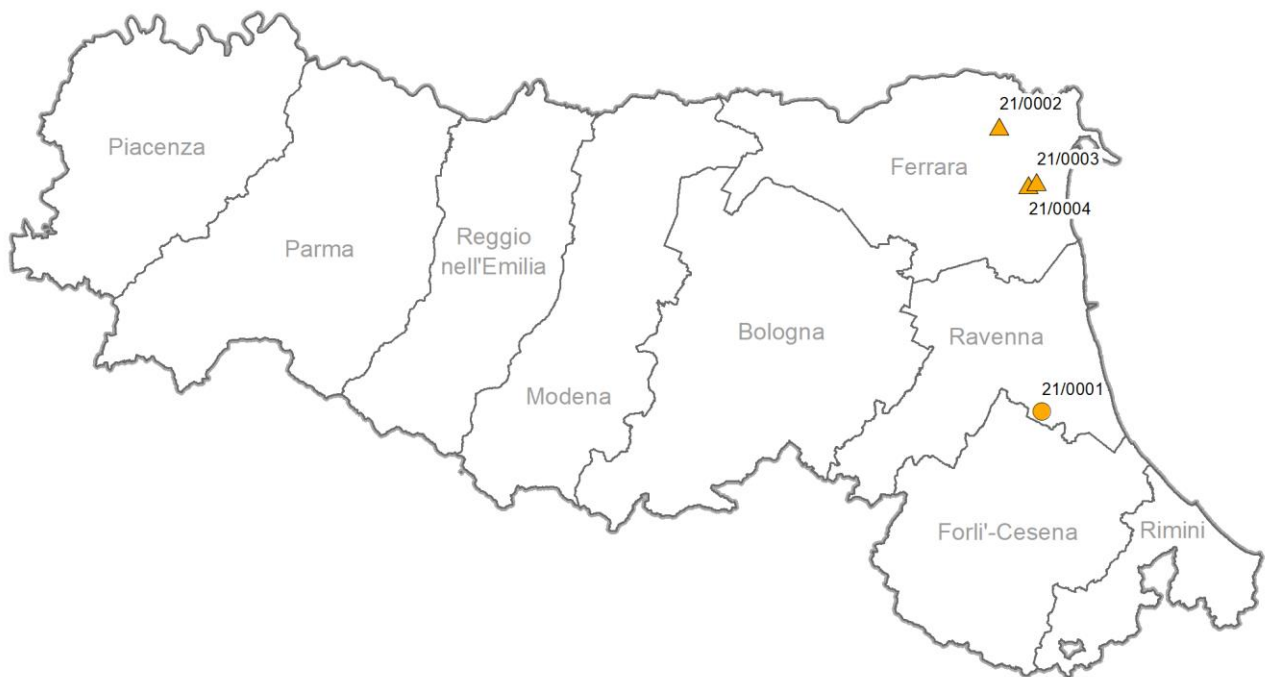 21/0002
Piacenza
21/0003
Ferrara
21/0004
Reggio
nell'Emilia
Parma
Bologna
Ravenna
21/0001
Modena
Forli'-Cesena
Rimini